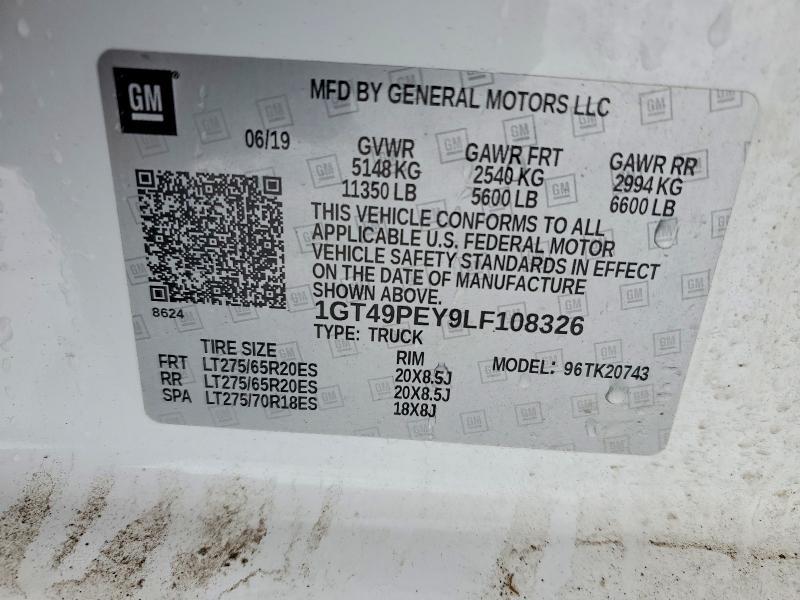 GM
MFD BY GENERAL MOTORS LLC
06/19
GVWR
5148 KG
11350 LB
GAWR FRT
2540 KG
5600 LB
GAWR RR
2994 KG
6600 LB
THIS VEHICLE CONFORMS TO ALL
APPLICABLE U.S. FEDERAL MOTOR
VEHICLE SAFETY STANDARDS IN EFFECT
ON THE DATE OF MANUFACTURE
SHOWN ABOVE.
8624
1GT49PEY9LF108326
TYPE: TRUCK
TIRE SIZE RIM MODEL: 96TK20743
FRT LT275/65R20ES 20X8.5J
RR LT275/65R20ES 20X8.5J
SPA LT275/70R18ES 18X8J